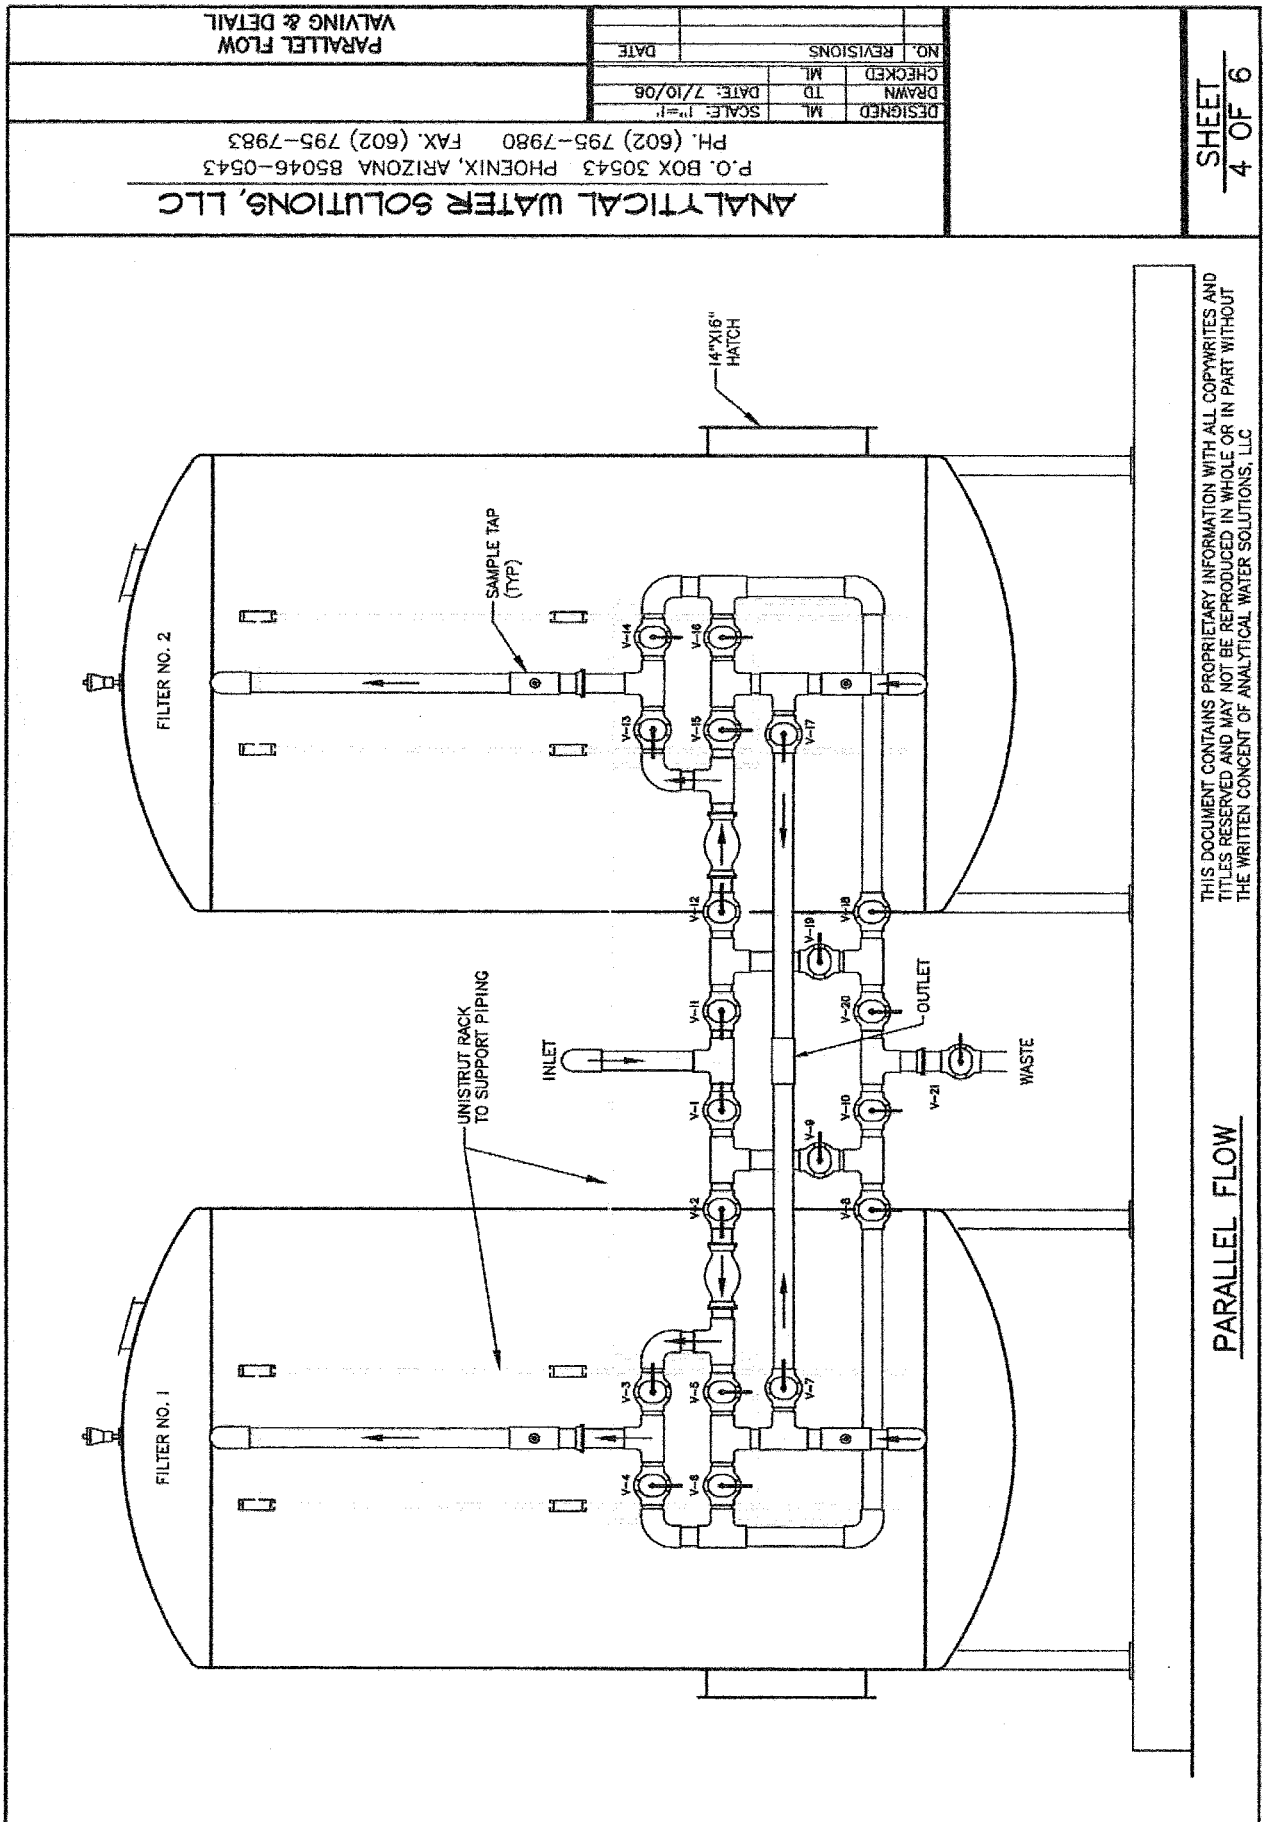 ANALYTICAL WATER SOLUTIONS, LLC
P.O. BOX 30543 PHOENIX, ARIZONA 85046-0543
PH. (602) 795-7980 FAX. (602) 795-7983
DESIGNED ML SCALE: 1"=1'
DRAWN TD DATE: 7/10/06
CHECKED ML
NO. REVISIONS DATE
PARALLEL FLOW
VALVING & DETAIL
SHEET
4 OF 6
FILTER NO. 1
FILTER NO. 2
UNISTRUT RACK
TO SUPPORT PIPING
SAMPLE TAP
(TYP)
14"X16"
HATCH
INLET
OUTLET
WASTE
V-1
V-2
V-3
V-4
V-5
V-6
V-7
V-8
V-9
V-10
V-11
V-12
V-13
V-14
V-15
V-16
V-17
V-18
V-19
V-20
V-21
PARALLEL FLOW
THIS DOCUMENT CONTAINS PROPRIETARY INFORMATION WITH ALL COPYWRITES AND
TITLES RESERVED AND MAY NOT BE REPRODUCED IN WHOLE OR IN PART WITHOUT
THE WRITTEN CONCENT OF ANALYTICAL WATER SOLUTIONS, LLC